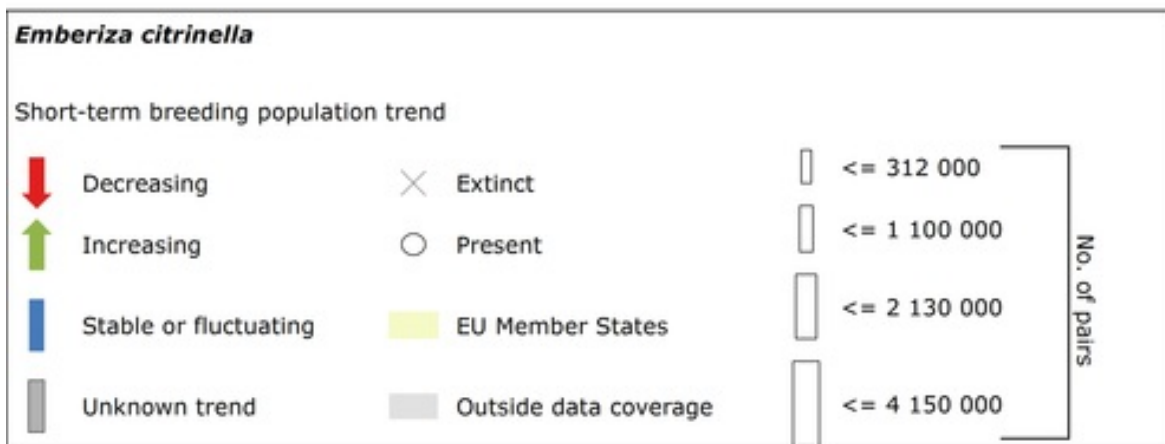 Emberiza citrinella
Short-term breeding population trend
Decreasing
Increasing
Stable or fluctuating
Unknown trend
Extinct
Present
EU Member States
Outside data coverage
<= 312 000
<= 1 100 000
<= 2 130 000
<= 4 150 000
No. of pairs